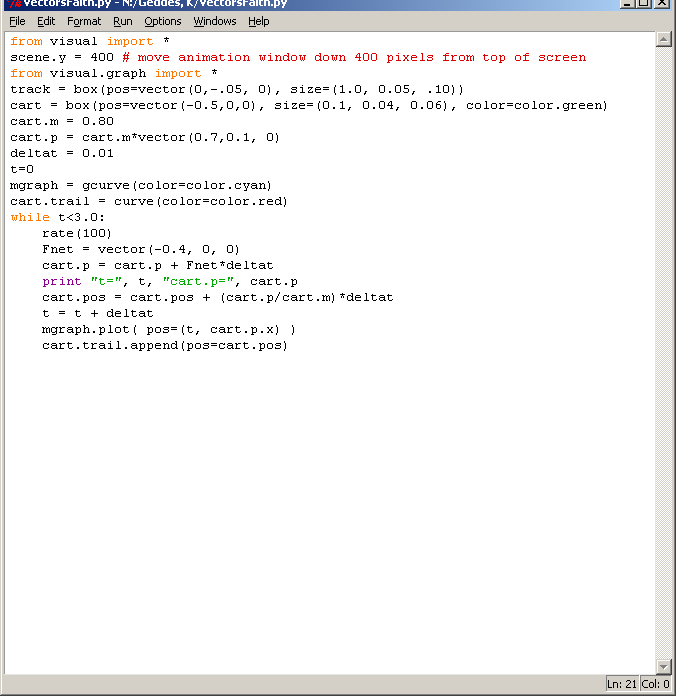 VectorsFaith.py - N:/Geddes, K/VectorsFaith.py
File Edit Format Run Options Windows Help
from visual import *
scene.y = 400 # move animation window down 400 pixels from top of screen
from visual.graph import *
track = box(pos=vector(0,-.05, 0), size=(1.0, 0.05, .10))
cart = box(pos=vector(-0.5,0,0), size=(0.1, 0.04, 0.06), color=color.green)
cart.m = 0.80
cart.p = cart.m*vector(0.7,0.1, 0)
deltat = 0.01
t=0
mgraph = gcurve(color=color.cyan)
cart.trail = curve(color=color.red)
while t<3.0:
    rate(100)
    Fnet = vector(-0.4, 0, 0)
    cart.p = cart.p + Fnet*deltat
    print "t=", t, "cart.p=", cart.p
    cart.pos = cart.pos + (cart.p/cart.m)*deltat
    t = t + deltat
    mgraph.plot( pos=(t, cart.p.x) )
    cart.trail.append(pos=cart.pos)
Ln: 21 Col: 0